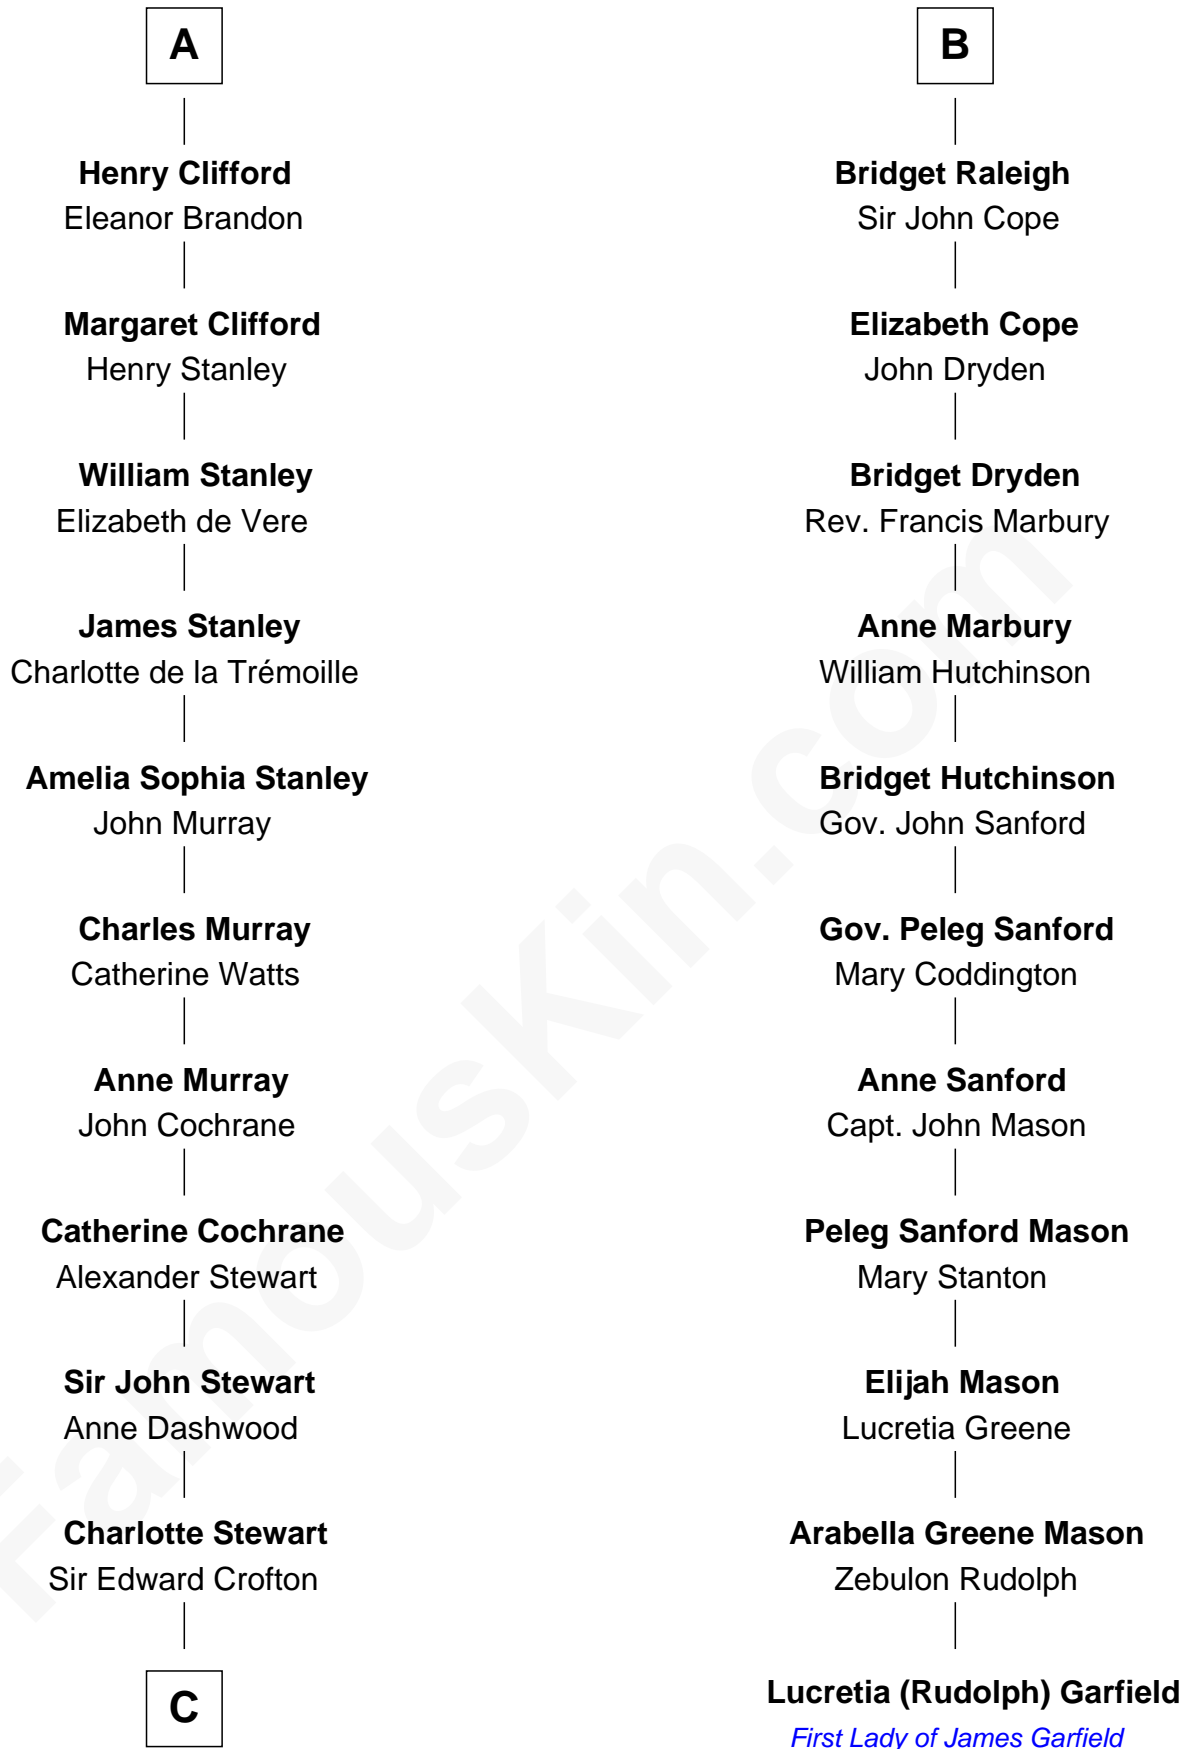 A
Henry Clifford
Eleanor Brandon
Margaret Clifford
Henry Stanley
William Stanley
Elizabeth de Vere
James Stanley
Charlotte de la Trémoille
Amelia Sophia Stanley
John Murray
Charles Murray
Catherine Watts
Anne Murray
John Cochrane
Catherine Cochrane
Alexander Stewart
Sir John Stewart
Anne Dashwood
Charlotte Stewart
Sir Edward Crofton
C
B
Bridget Raleigh
Sir John Cope
Elizabeth Cope
John Dryden
Bridget Dryden
Rev. Francis Marbury
Anne Marbury
William Hutchinson
Bridget Hutchinson
Gov. John Sanford
Gov. Peleg Sanford
Mary Coddington
Anne Sanford
Capt. John Mason
Peleg Sanford Mason
Mary Stanton
Elijah Mason
Lucretia Greene
Arabella Greene Mason
Zebulon Rudolph
Lucretia (Rudolph) Garfield
First Lady of James Garfield
FamousKin.com